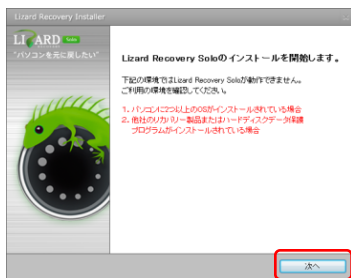 Lizard Recovery Installer
LIZARD Solo
"パソコンを元に戻したい"
Lizard Recovery Soloのインストールを開始します。
下記の環境ではLizard Recovery Soloが動作できません。
ご利用の環境を確認してください。
1. パソコンに2つ以上のOSがインストールされている場合
2. 他社のリカバリー製品またはハードディスクデータ保護
プログラムがインストールされている場合
次へ